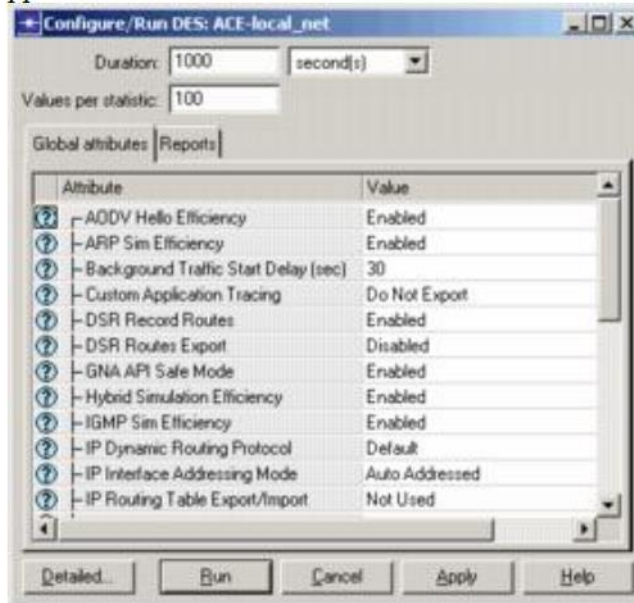 Configure/Run DES: ACE-local_net
Duration: 1000 second(s)
Values per statistic: 100
Global attributes Reports
Attribute Value
AODV Hello Efficiency Enabled
ARP Sim Efficiency Enabled
Background Traffic Start Delay (sec) 30
Custom Application Tracing Do Not Export
DSR Record Routes Enabled
DSR Routes Export Disabled
GNA API Safe Mode Enabled
Hybrid Simulation Efficiency Enabled
IGMP Sim Efficiency Enabled
IP Dynamic Routing Protocol Default
IP Interface Addressing Mode Auto Addressed
IP Routing Table Export/Import Not Used
Detailed... Run Cancel Apply Help